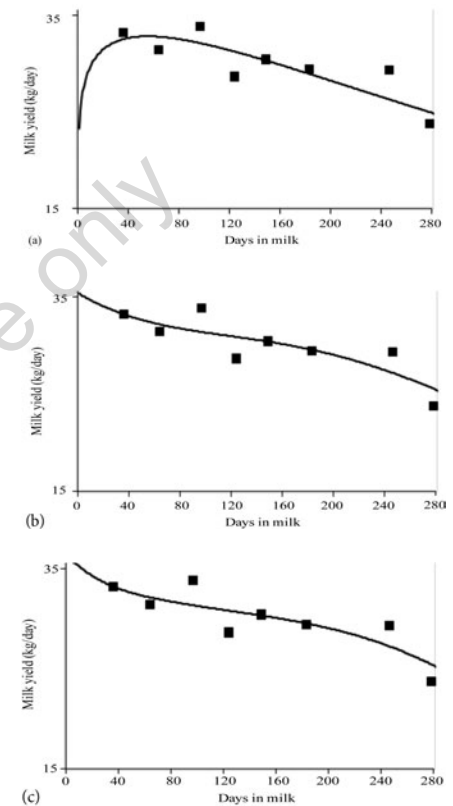 35
Milk yield (kg/day)
15
0 40 80 120 160 200 240 280
(a) Days in milk
e only
35
Milk yield (kg/day)
15
0 40 80 120 160 200 240 280
(b) Days in milk
35
Milk yield (kg/day)
15
0 40 80 120 160 200 240 280
(c) Days in milk